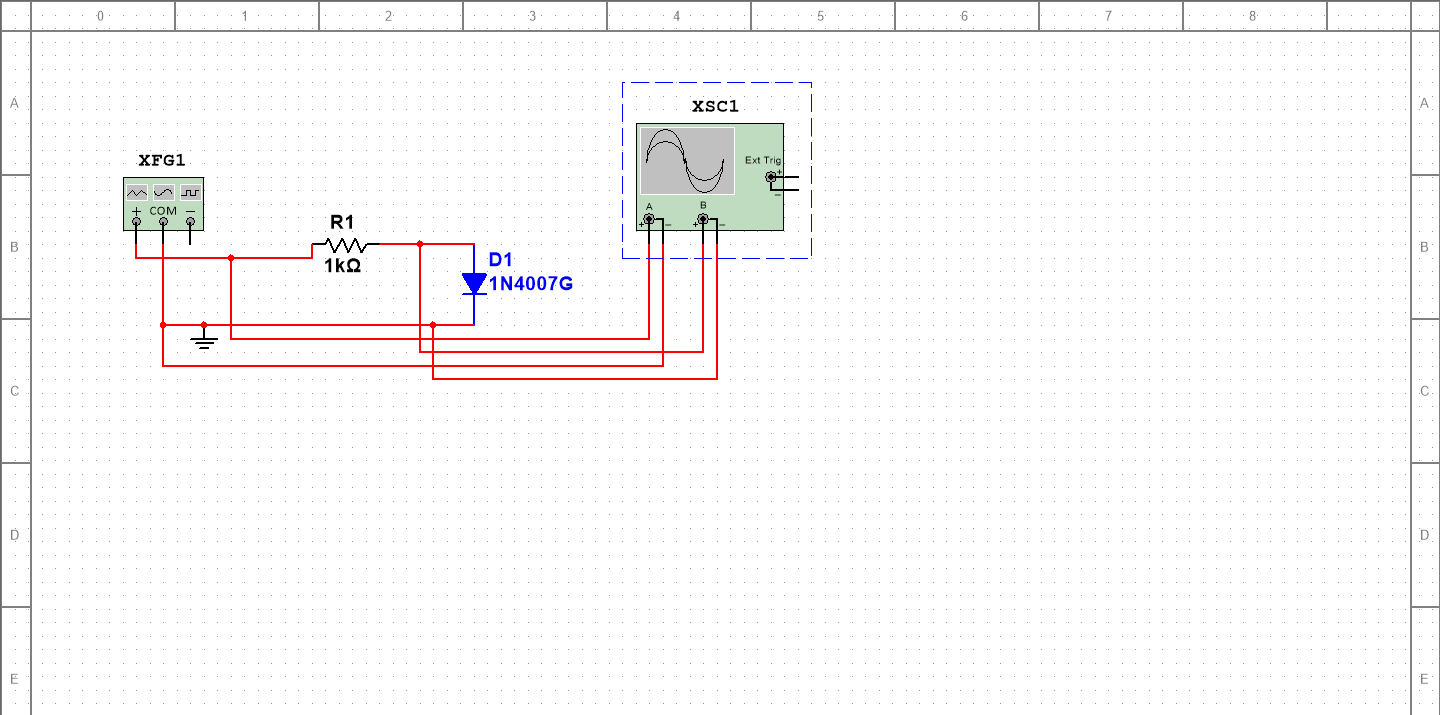 0 1 2 3 4 5 6 7 8
A A
XSC1
XFG1
Ext Trig
+
−
+ COM −
A B
+ − + −
R1
B B
1kΩ
D1
1N4007G
C C
D D
E E